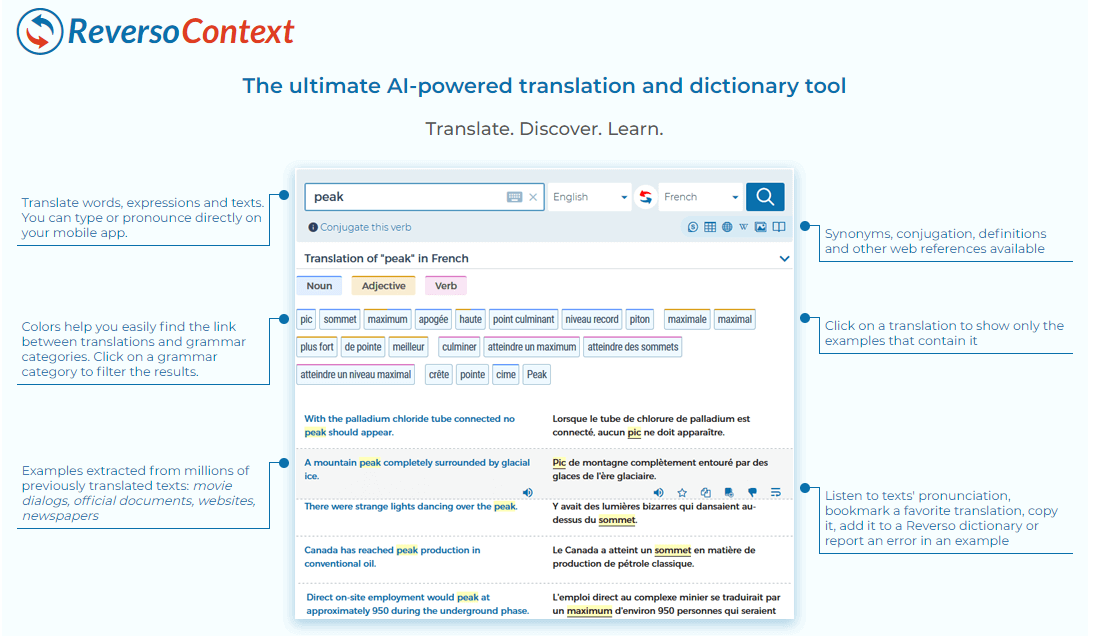 ReversoContext
The ultimate AI-powered translation and dictionary tool
Translate. Discover. Learn.
Translate words, expressions and texts.
You can type or pronounce directly on
your mobile app.
peak
English
French
Conjugate this verb
W
Synonyms, conjugation, definitions
and other web references available
Translation of "peak" in French
Noun
Adjective
Verb
Colors help you easily find the link
between translations and grammar
categories. Click on a grammar
category to filter the results.
pic sommet maximum apogée haute point culminant niveau record piton maximale maximal
plus fort de pointe meilleur culminer atteindre un maximum atteindre des sommets
atteindre un niveau maximal crête pointe cime Peak
Click on a translation to show only the
examples that contain it
With the palladium chloride tube connected no
peak should appear.
Lorsque le tube de chlorure de palladium est
connecté, aucun pic ne doit apparaître.
Examples extracted from millions of
previously translated texts: movie
dialogs, official documents, websites,
newspapers
A mountain peak completely surrounded by glacial
ice.
Pic de montagne complètement entouré par des
glaces de l'ère glaciaire.
There were strange lights dancing over the peak.
Y avait des lumières bizarres qui dansaient au-
dessus du sommet.
Listen to texts' pronunciation,
bookmark a favorite translation, copy
it, add it to a Reverso dictionary or
report an error in an example
Canada has reached peak production in
conventional oil.
Le Canada a atteint un sommet en matière de
production de pétrole classique.
Direct on-site employment would peak at
approximately 950 during the underground phase.
L'emploi direct au complexe minier se traduirait par
un maximum d'environ 950 personnes qui seraient